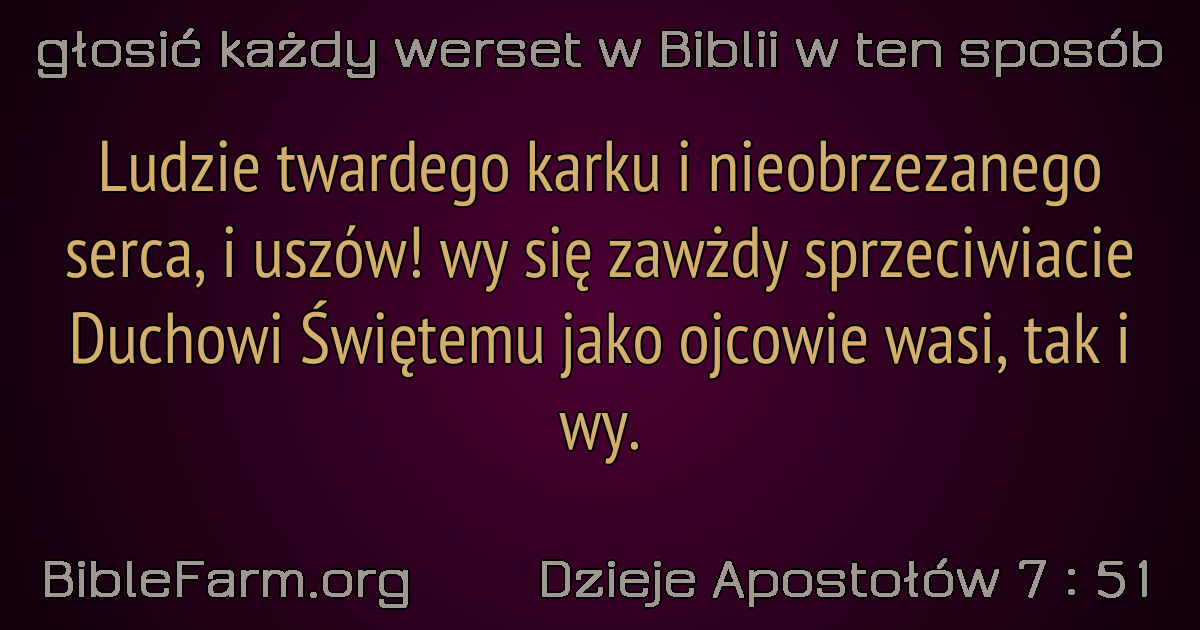 głosić każdy werset w Biblii w ten sposób
Ludzie twardego karku i nieobrzezanego
serca, i uszów! wy się zawżdy sprzeciwiacie
Duchowi Świętemu jako ojcowie wasi, tak i
wy.
BibleFarm.org Dzieje Apostołów 7 : 51